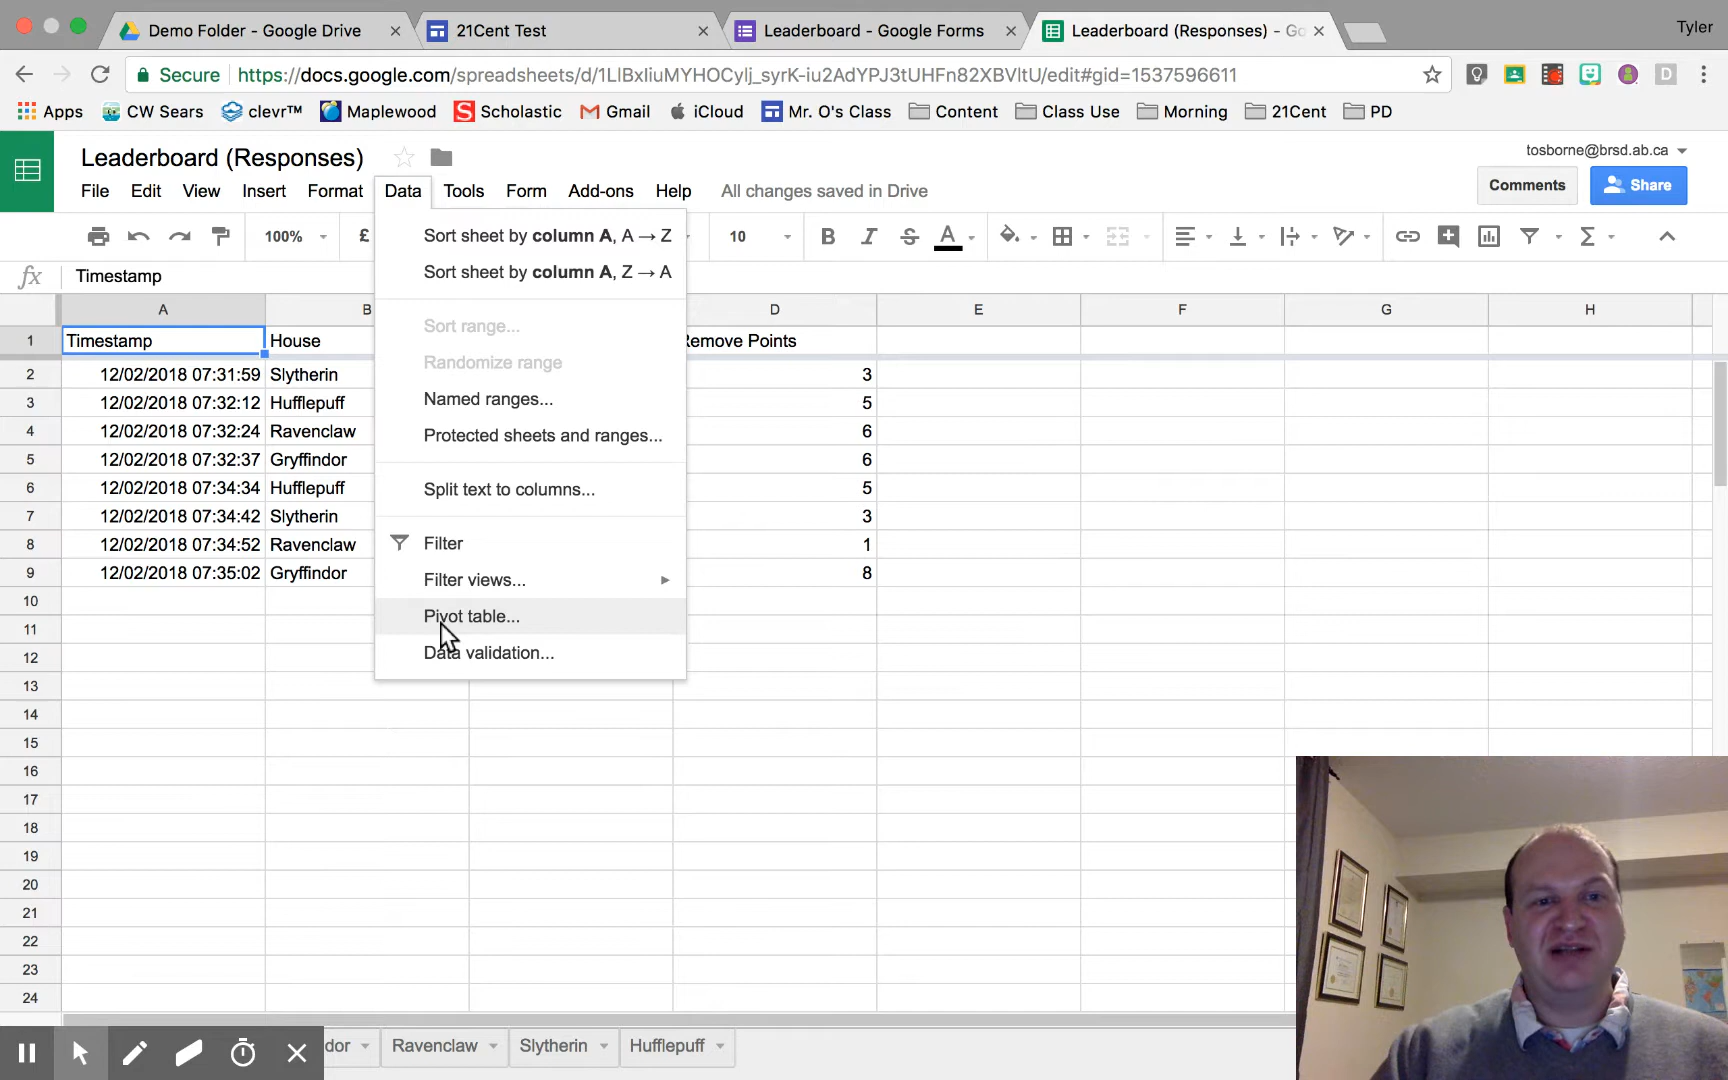 Demo Folder - Google Drive
21Cent Test
Leaderboard - Google Forms
Leaderboard (Responses) - Go
Tyler
Secure https://docs.google.com/spreadsheets/d/1LlBxIiuMYHOCylj_syrK-iu2AdYPJ3tUHFn82XBVltU/edit#gid=1537596611
D
Apps CW Sears clevr™ Maplewood Scholastic Gmail iCloud Mr. O's Class Content Class Use Morning 21Cent PD
Leaderboard (Responses)
tosborne@brsd.ab.ca
File Edit View Insert Format Data Tools Form Add-ons Help All changes saved in Drive
Comments Share
100% £ 10 B I S A Σ
fx Timestamp
A B D E F G H
1 Timestamp House Remove Points
2 12/02/2018 07:31:59 Slytherin 3
3 12/02/2018 07:32:12 Hufflepuff 5
4 12/02/2018 07:32:24 Ravenclaw 6
5 12/02/2018 07:32:37 Gryffindor 6
6 12/02/2018 07:34:34 Hufflepuff 5
7 12/02/2018 07:34:42 Slytherin 3
8 12/02/2018 07:34:52 Ravenclaw 1
9 12/02/2018 07:35:02 Gryffindor 8
10
11
12
13
14
15
16
17
18
19
20
21
22
23
24
Sort sheet by column A, A → Z
Sort sheet by column A, Z → A
Sort range...
Randomize range
Named ranges...
Protected sheets and ranges...
Split text to columns...
Filter
Filter views...
Pivot table...
Data validation...
dor Ravenclaw Slytherin Hufflepuff